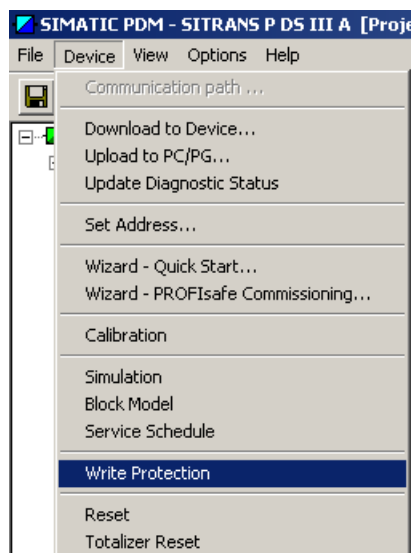 SIMATIC PDM - SITRANS P DS III A [Proje
File Device View Options Help
Communication path ...
Download to Device...
Upload to PC/PG...
Update Diagnostic Status
Set Address...
Wizard - Quick Start...
Wizard - PROFIsafe Commissioning...
Calibration
Simulation
Block Model
Service Schedule
Write Protection
Reset
Totalizer Reset